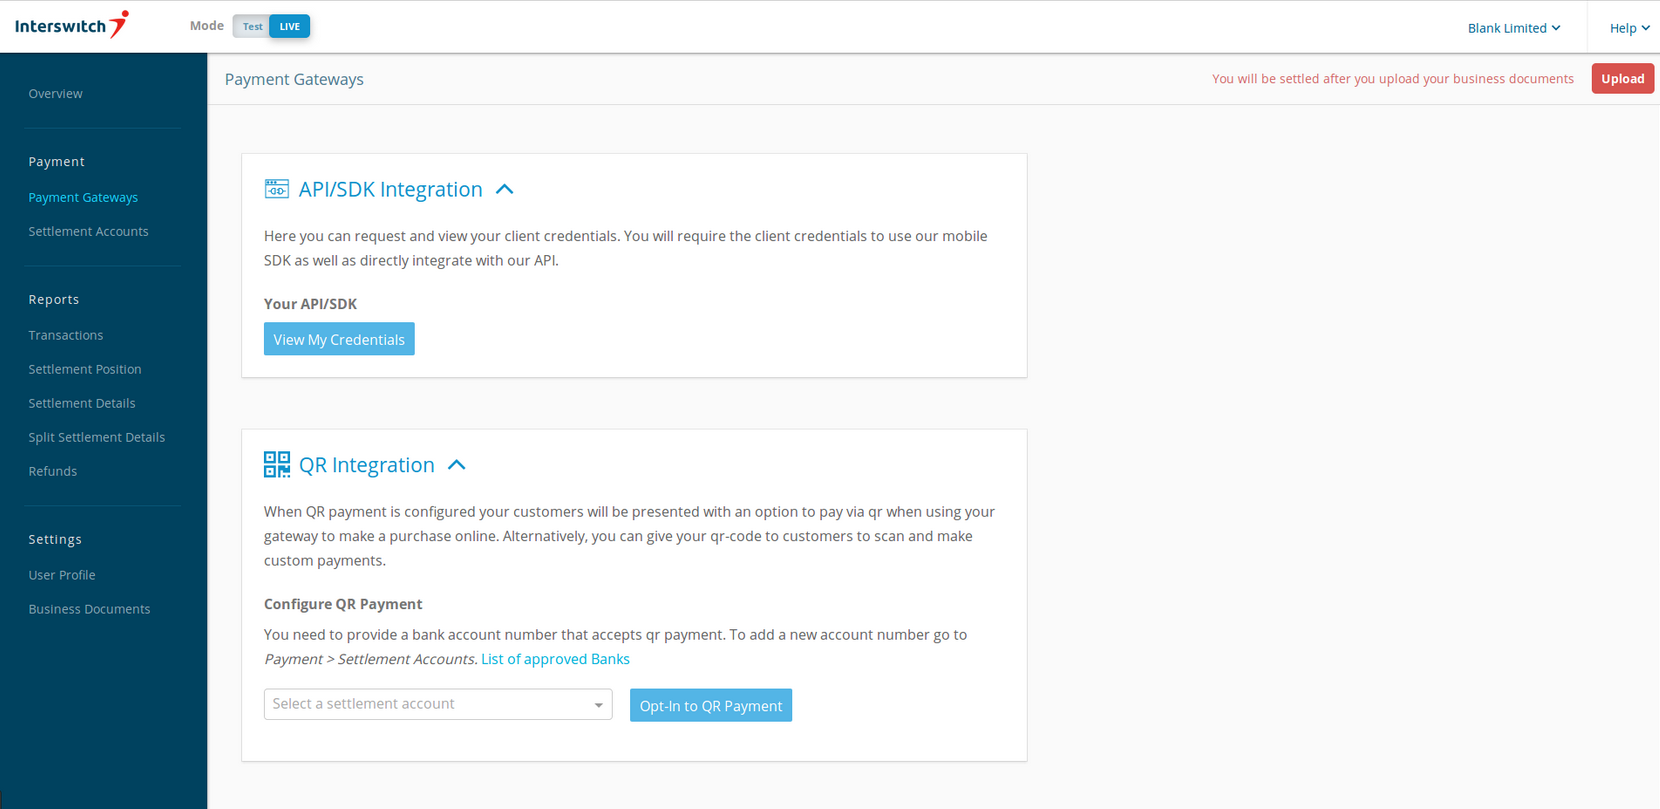 Interswitch
Mode Test LIVE
Blank Limited
Help
Overview
Payment
Payment Gateways
Settlement Accounts
Reports
Transactions
Settlement Position
Settlement Details
Split Settlement Details
Refunds
Settings
User Profile
Business Documents
Payment Gateways
You will be settled after you upload your business documents
Upload
API/SDK Integration
Here you can request and view your client credentials. You will require the client credentials to use our mobile
SDK as well as directly integrate with our API.
Your API/SDK
View My Credentials
QR Integration
When QR payment is configured your customers will be presented with an option to pay via qr when using your
gateway to make a purchase online. Alternatively, you can give your qr-code to customers to scan and make
custom payments.
Configure QR Payment
You need to provide a bank account number that accepts qr payment. To add a new account number go to
Payment > Settlement Accounts. List of approved Banks
Select a settlement account
Opt-In to QR Payment